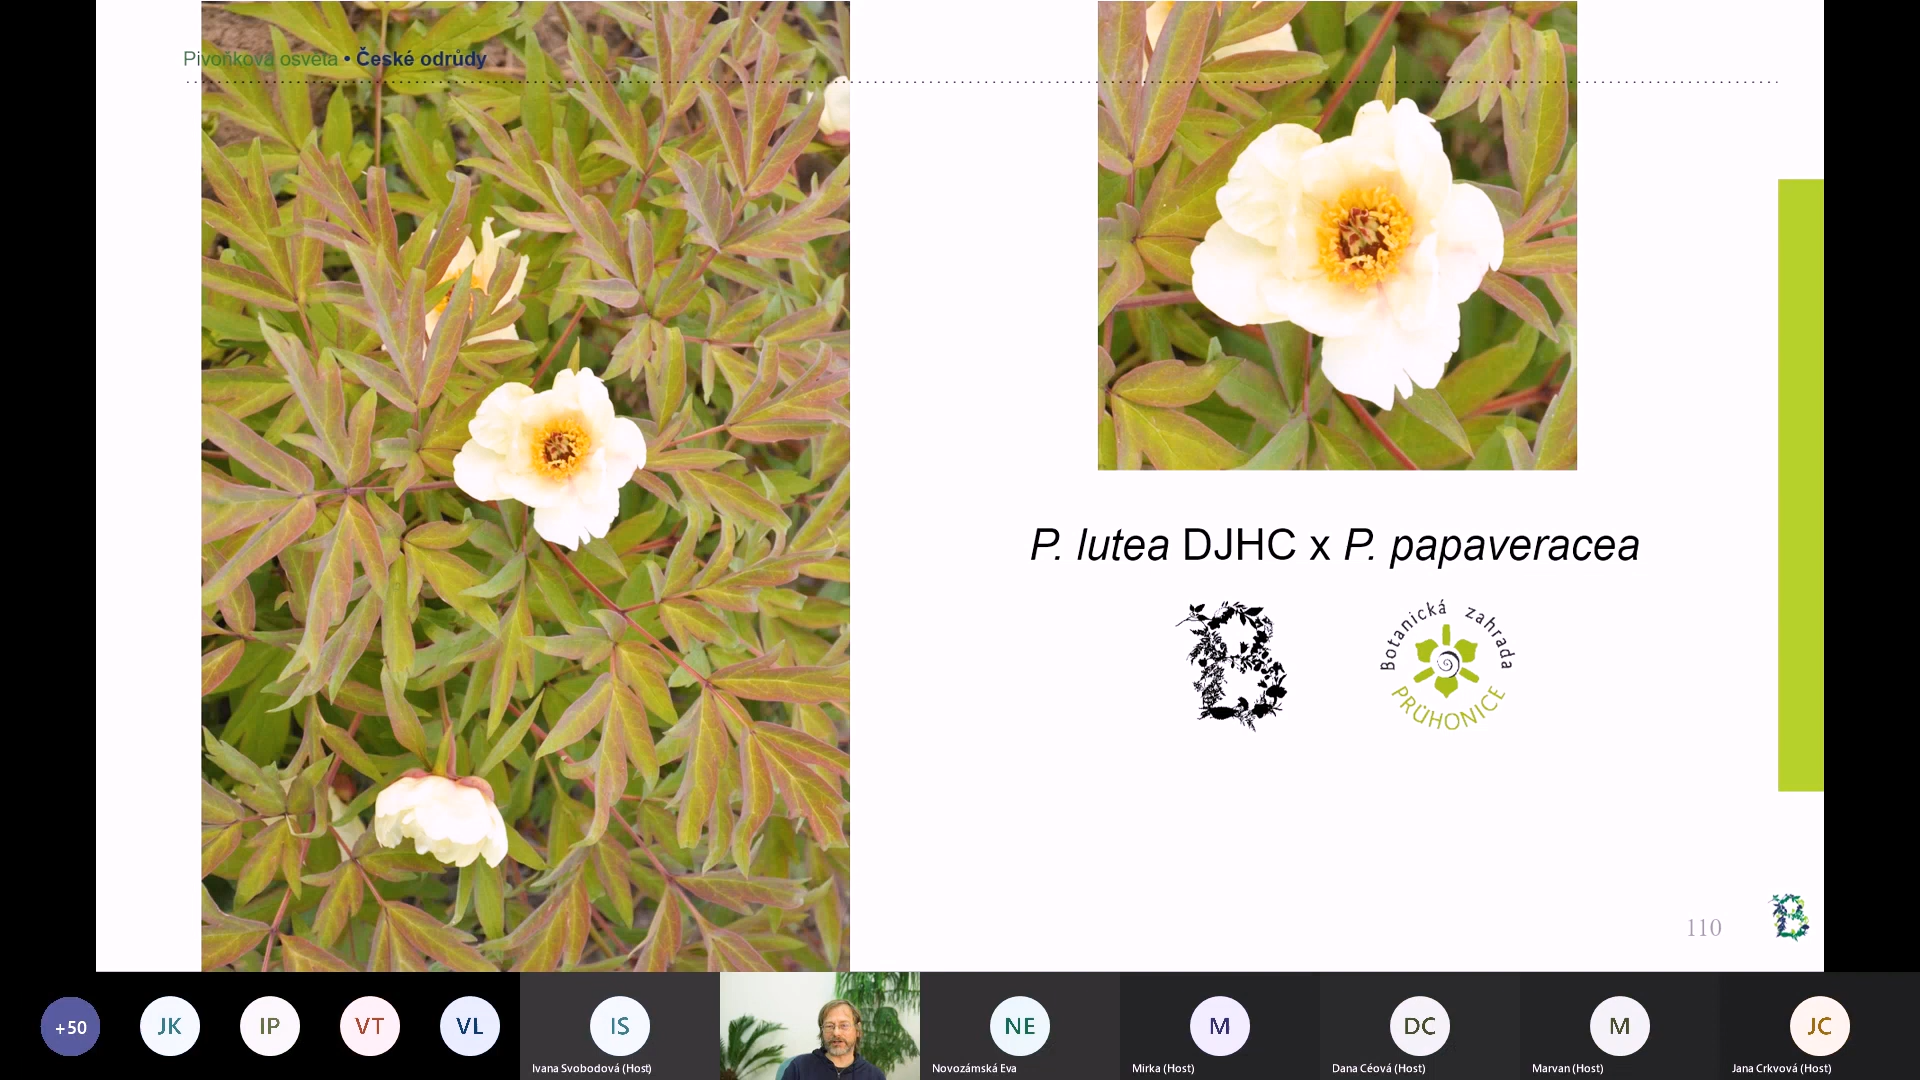 Pivoňková osvěta • České odrůdy
P. lutea DJHC x P. papaveracea
Botanická zahrada
PRŮHONICE
110
+50
JK
IP
VT
VL
IS
NE
M
DC
M
JC
Ivana Svobodová (Host)
Novozámská Eva
Mirka (Host)
Dana Céová (Host)
Marvan (Host)
Jana Crkvová (Host)